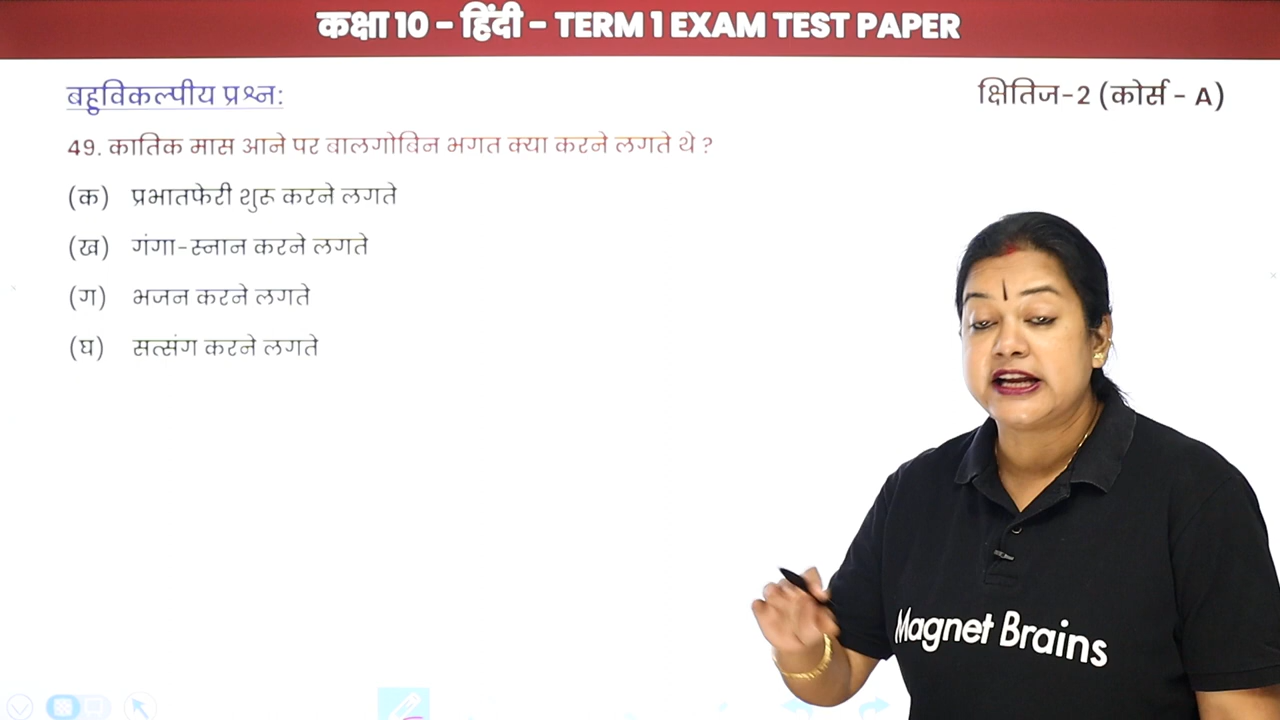 कक्षा 10 - हिंदी - TERM 1 EXAM TEST PAPER
बहुविकल्पीय प्रश्न:
क्षितिज-2 (कोर्स - A)
49. कातिक मास आने पर बालगोबिन भगत क्या करने लगते थे ?
(क) प्रभातफेरी शुरू करने लगते
(ख) गंगा-स्नान करने लगते
(ग) भजन करने लगते
(घ) सत्संग करने लगते
Magnet Brains